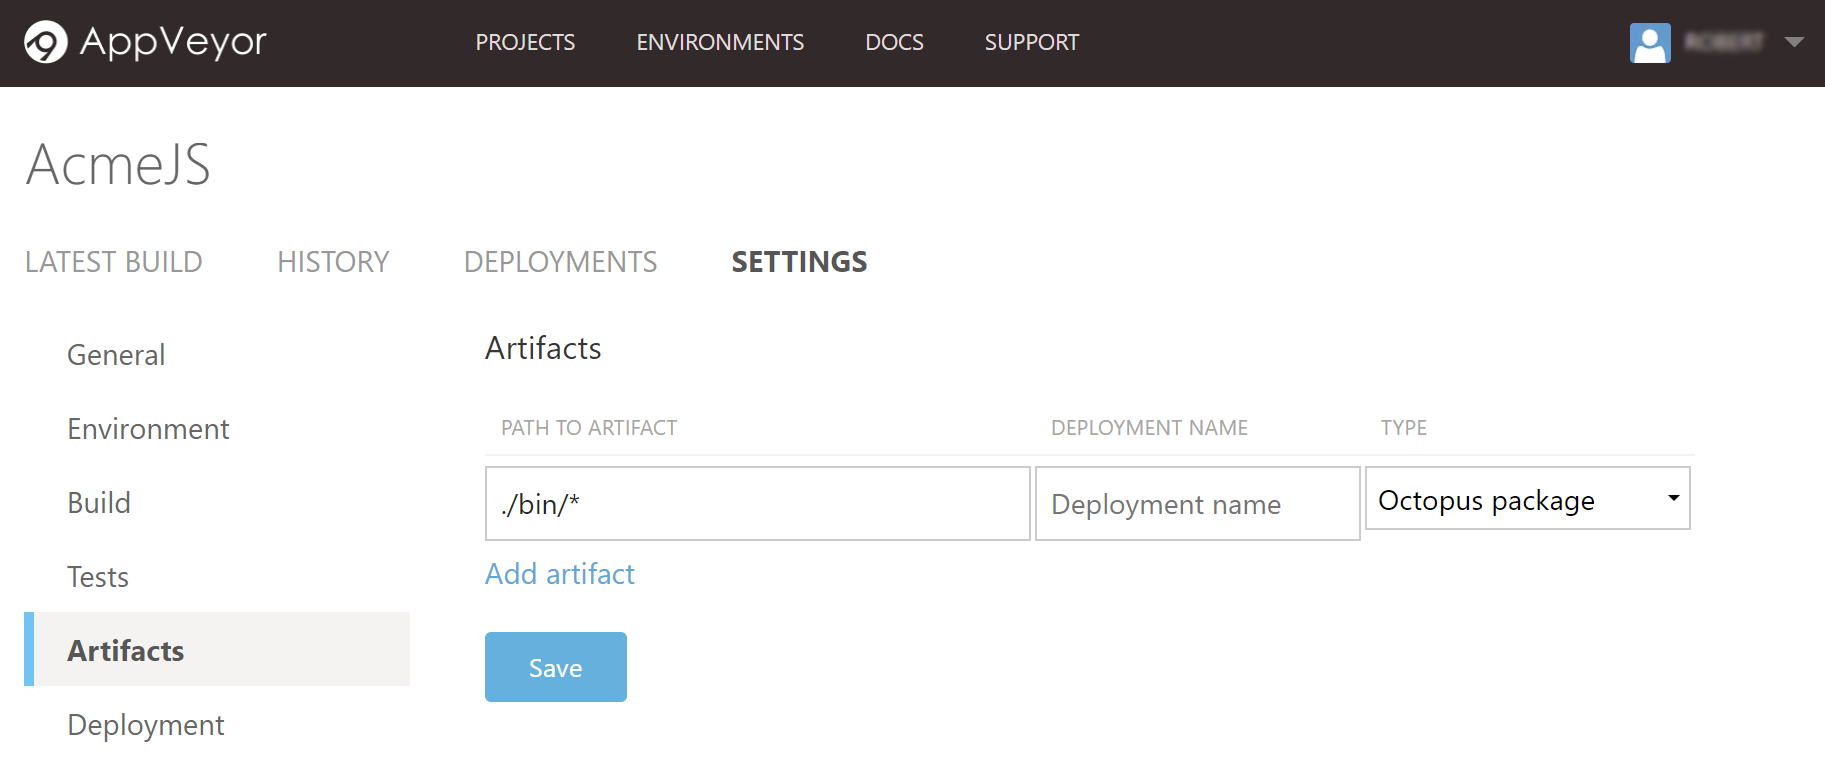 AppVeyor PROJECTS ENVIRONMENTS DOCS SUPPORT
AcmeJS
LATEST BUILD HISTORY DEPLOYMENTS SETTINGS
General
Environment
Build
Tests
Artifacts
Deployment
Artifacts
PATH TO ARTIFACT DEPLOYMENT NAME TYPE
./bin/* Deployment name Octopus package
Add artifact
Save